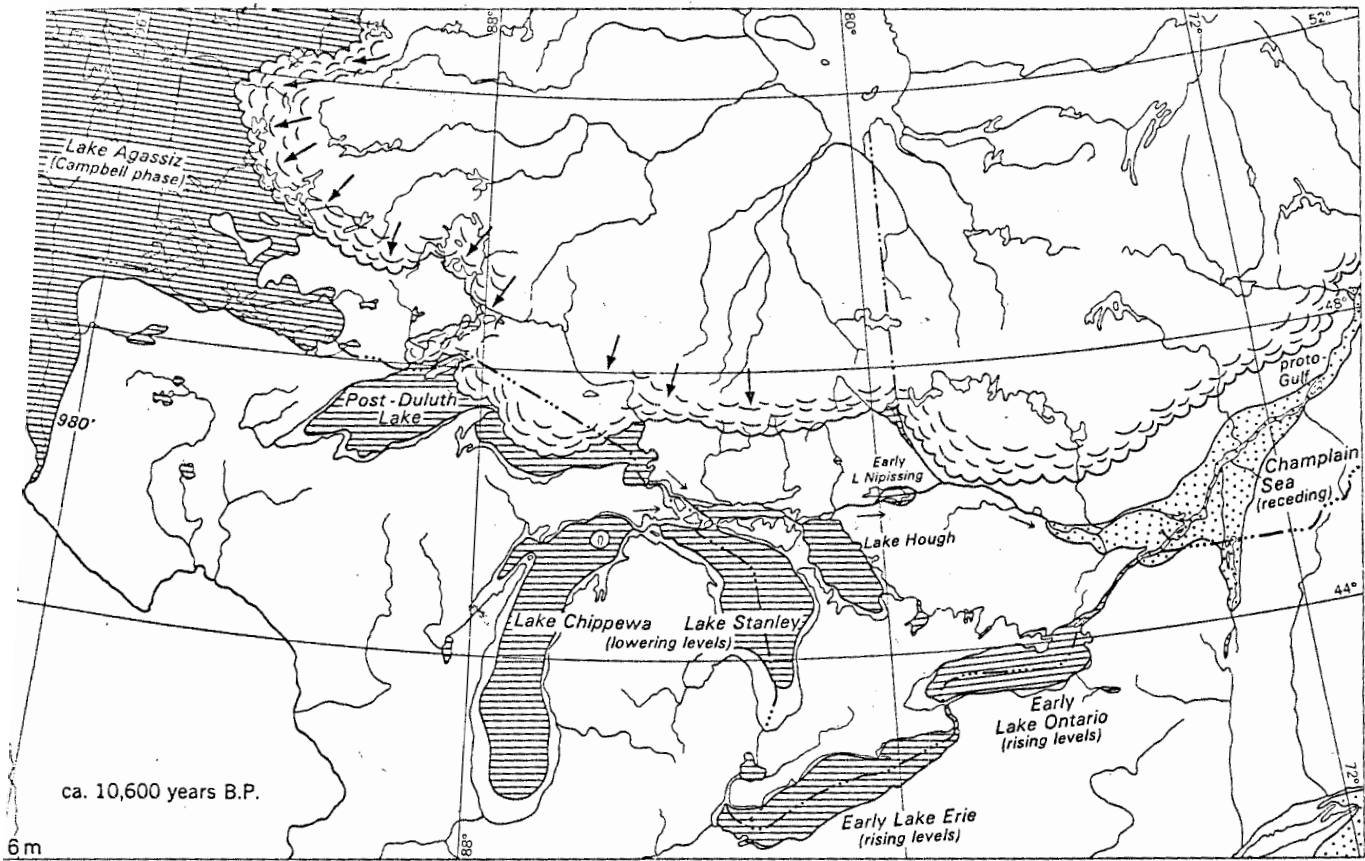 96°
88°
80°
72°
52°
Lake Agassiz
(Campbell phase)
48°
proto-
Gulf
980'
Post-Duluth
Lake
Early
L Nipissing
Champlain
Sea
(receding)
Lake Hough
44°
Lake Chippewa
Lake Stanley
(lowering levels)
Early
Lake Ontario
(rising levels)
72°
ca. 10,600 years B.P.
Early Lake Erie
(rising levels)
6 m
88°
80°